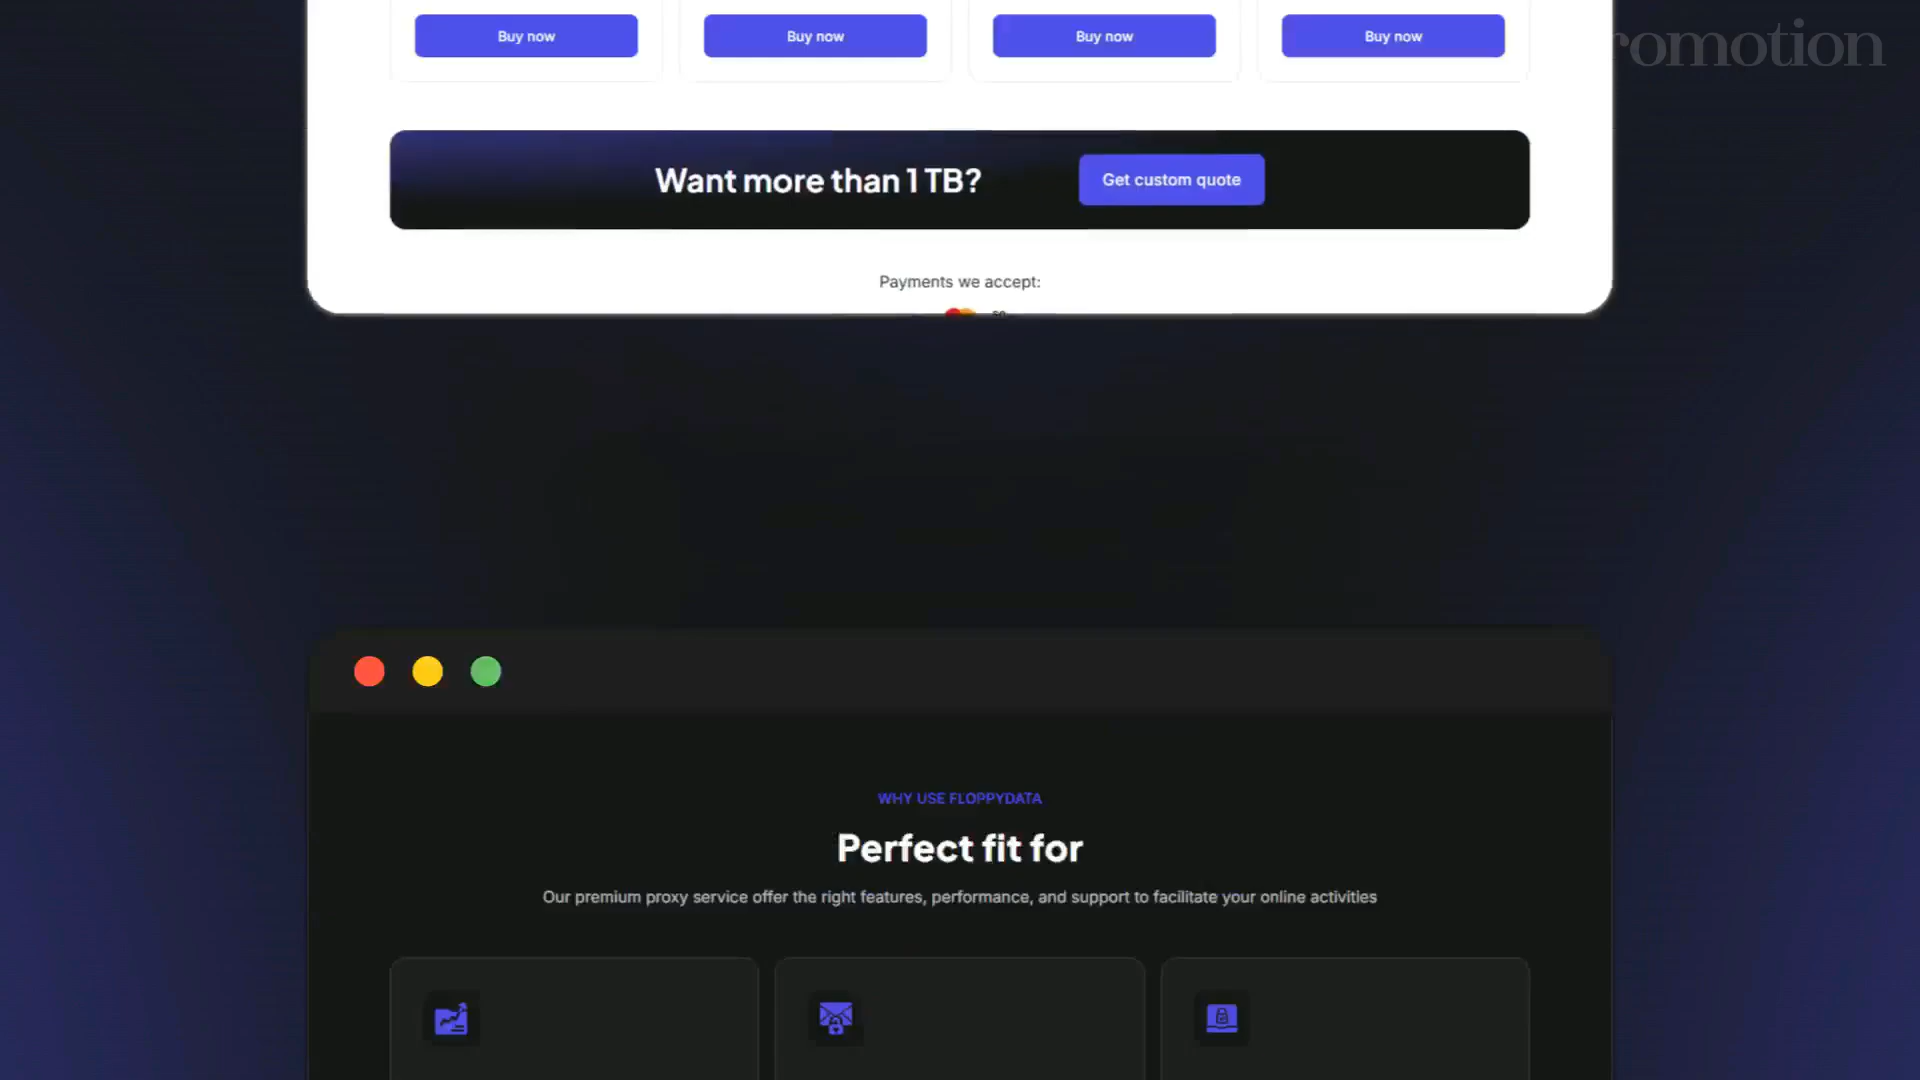 Buy now Buy now Buy now Buy now
romotion
Want more than 1 TB? Get custom quote
Payments we accept:
WHY USE FLOPPYDATA
Perfect fit for
Our premium proxy service offer the right features, performance, and support to facilitate your online activities